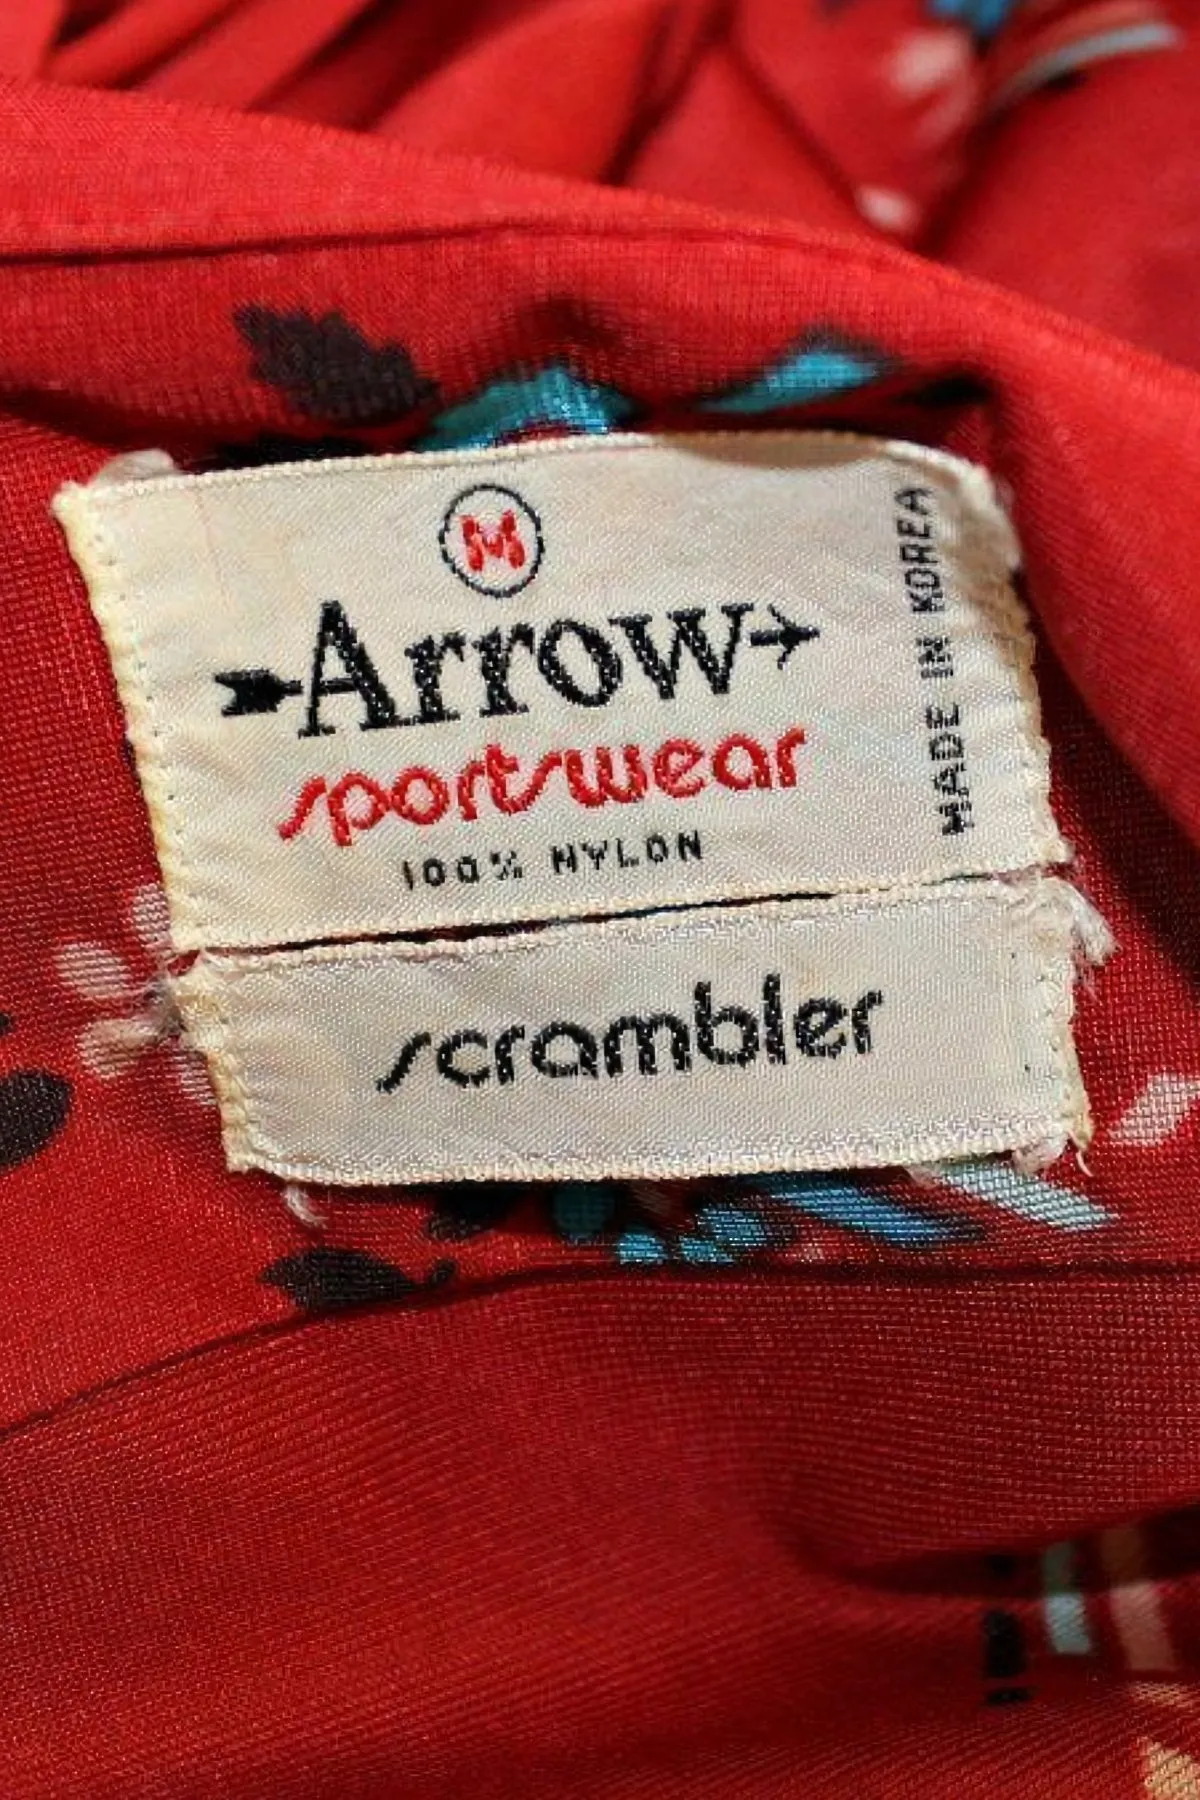 M
Arrow
sportswear
100% NYLON
MADE IN KOREA
scrambler